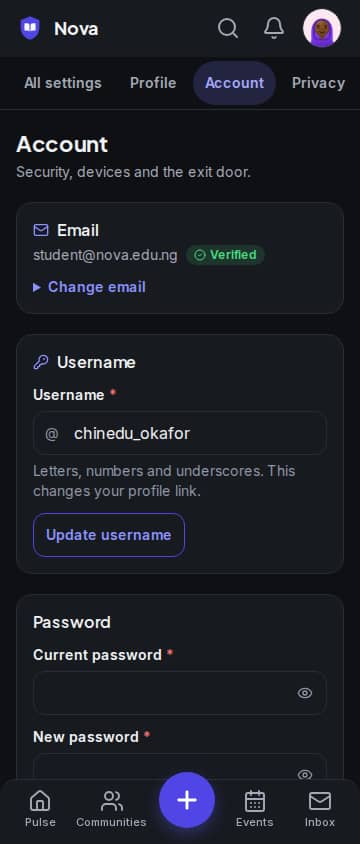 Nova
All settings Profile Account Privacy
Account
Security, devices and the exit door.
Email
student@nova.edu.ng Verified
Change email
Username
Username *
@ chinedu_okafor
Letters, numbers and underscores. This
changes your profile link.
Update username
Password
Current password *
New password *
Pulse Communities Events Inbox